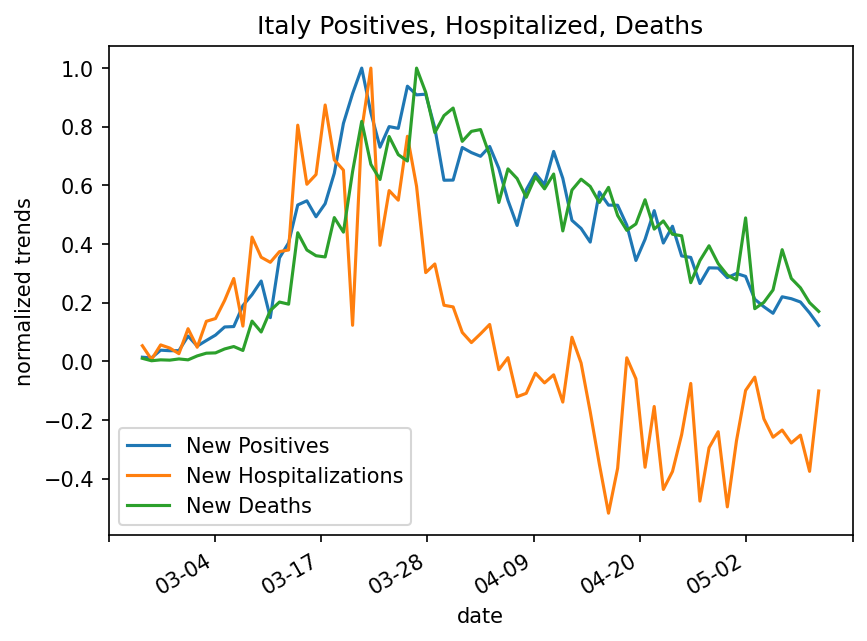 Italy Positives, Hospitalized, Deaths
normalized trends
1.0
0.8
0.6
0.4
0.2
0.0
−0.2
−0.4
New Positives
New Hospitalizations
New Deaths
03-04
03-17
03-28
04-09
04-20
05-02
date